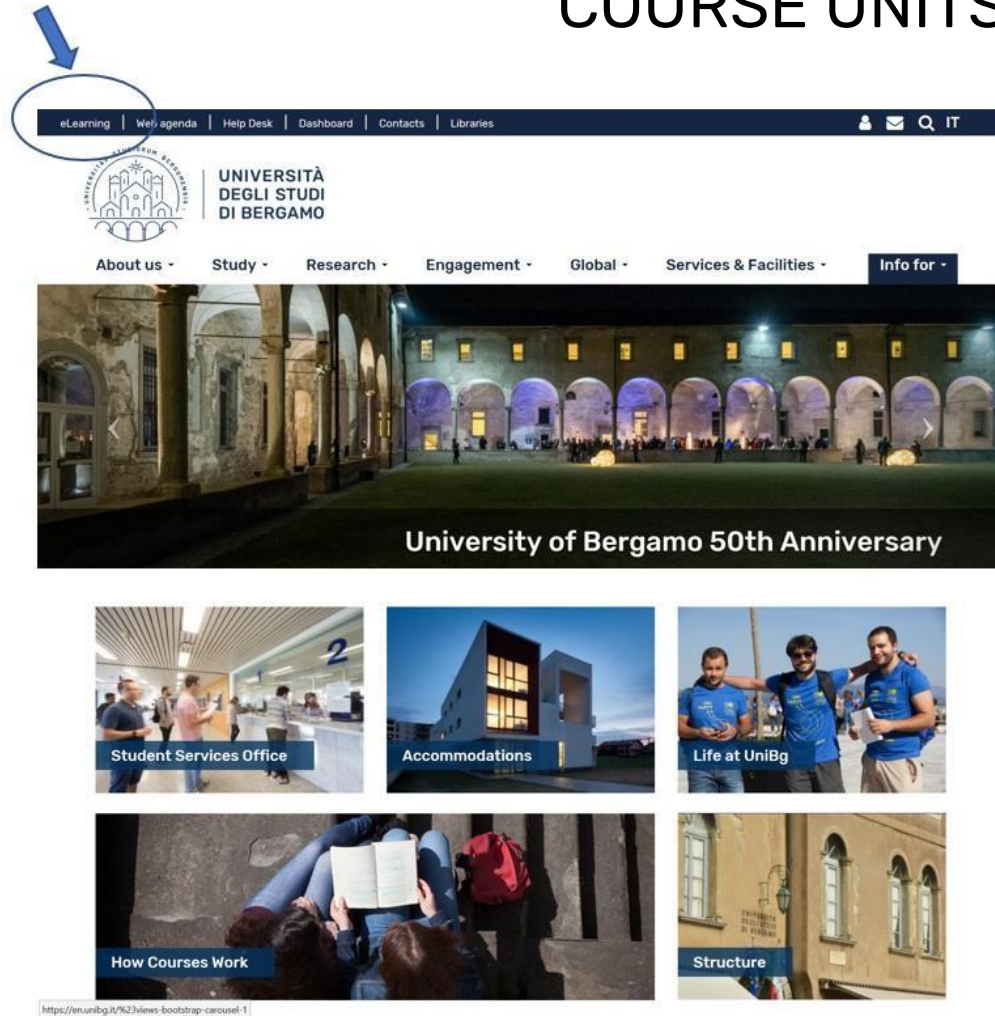 COURSE UNITS
eLearning | Web agenda | Help Desk | Dashboard | Contacts | Libraries
IT
UNIVERSITÀ
DEGLI STUDI
DI BERGAMO
About us Study Research Engagement Global Services & Facilities Info for
University of Bergamo 50th Anniversary
2
Student Services Office
Accommodations
Life at UniBg
How Courses Work
Structure
https://en.unibg.it/%23views-bootstrap-carousel-1